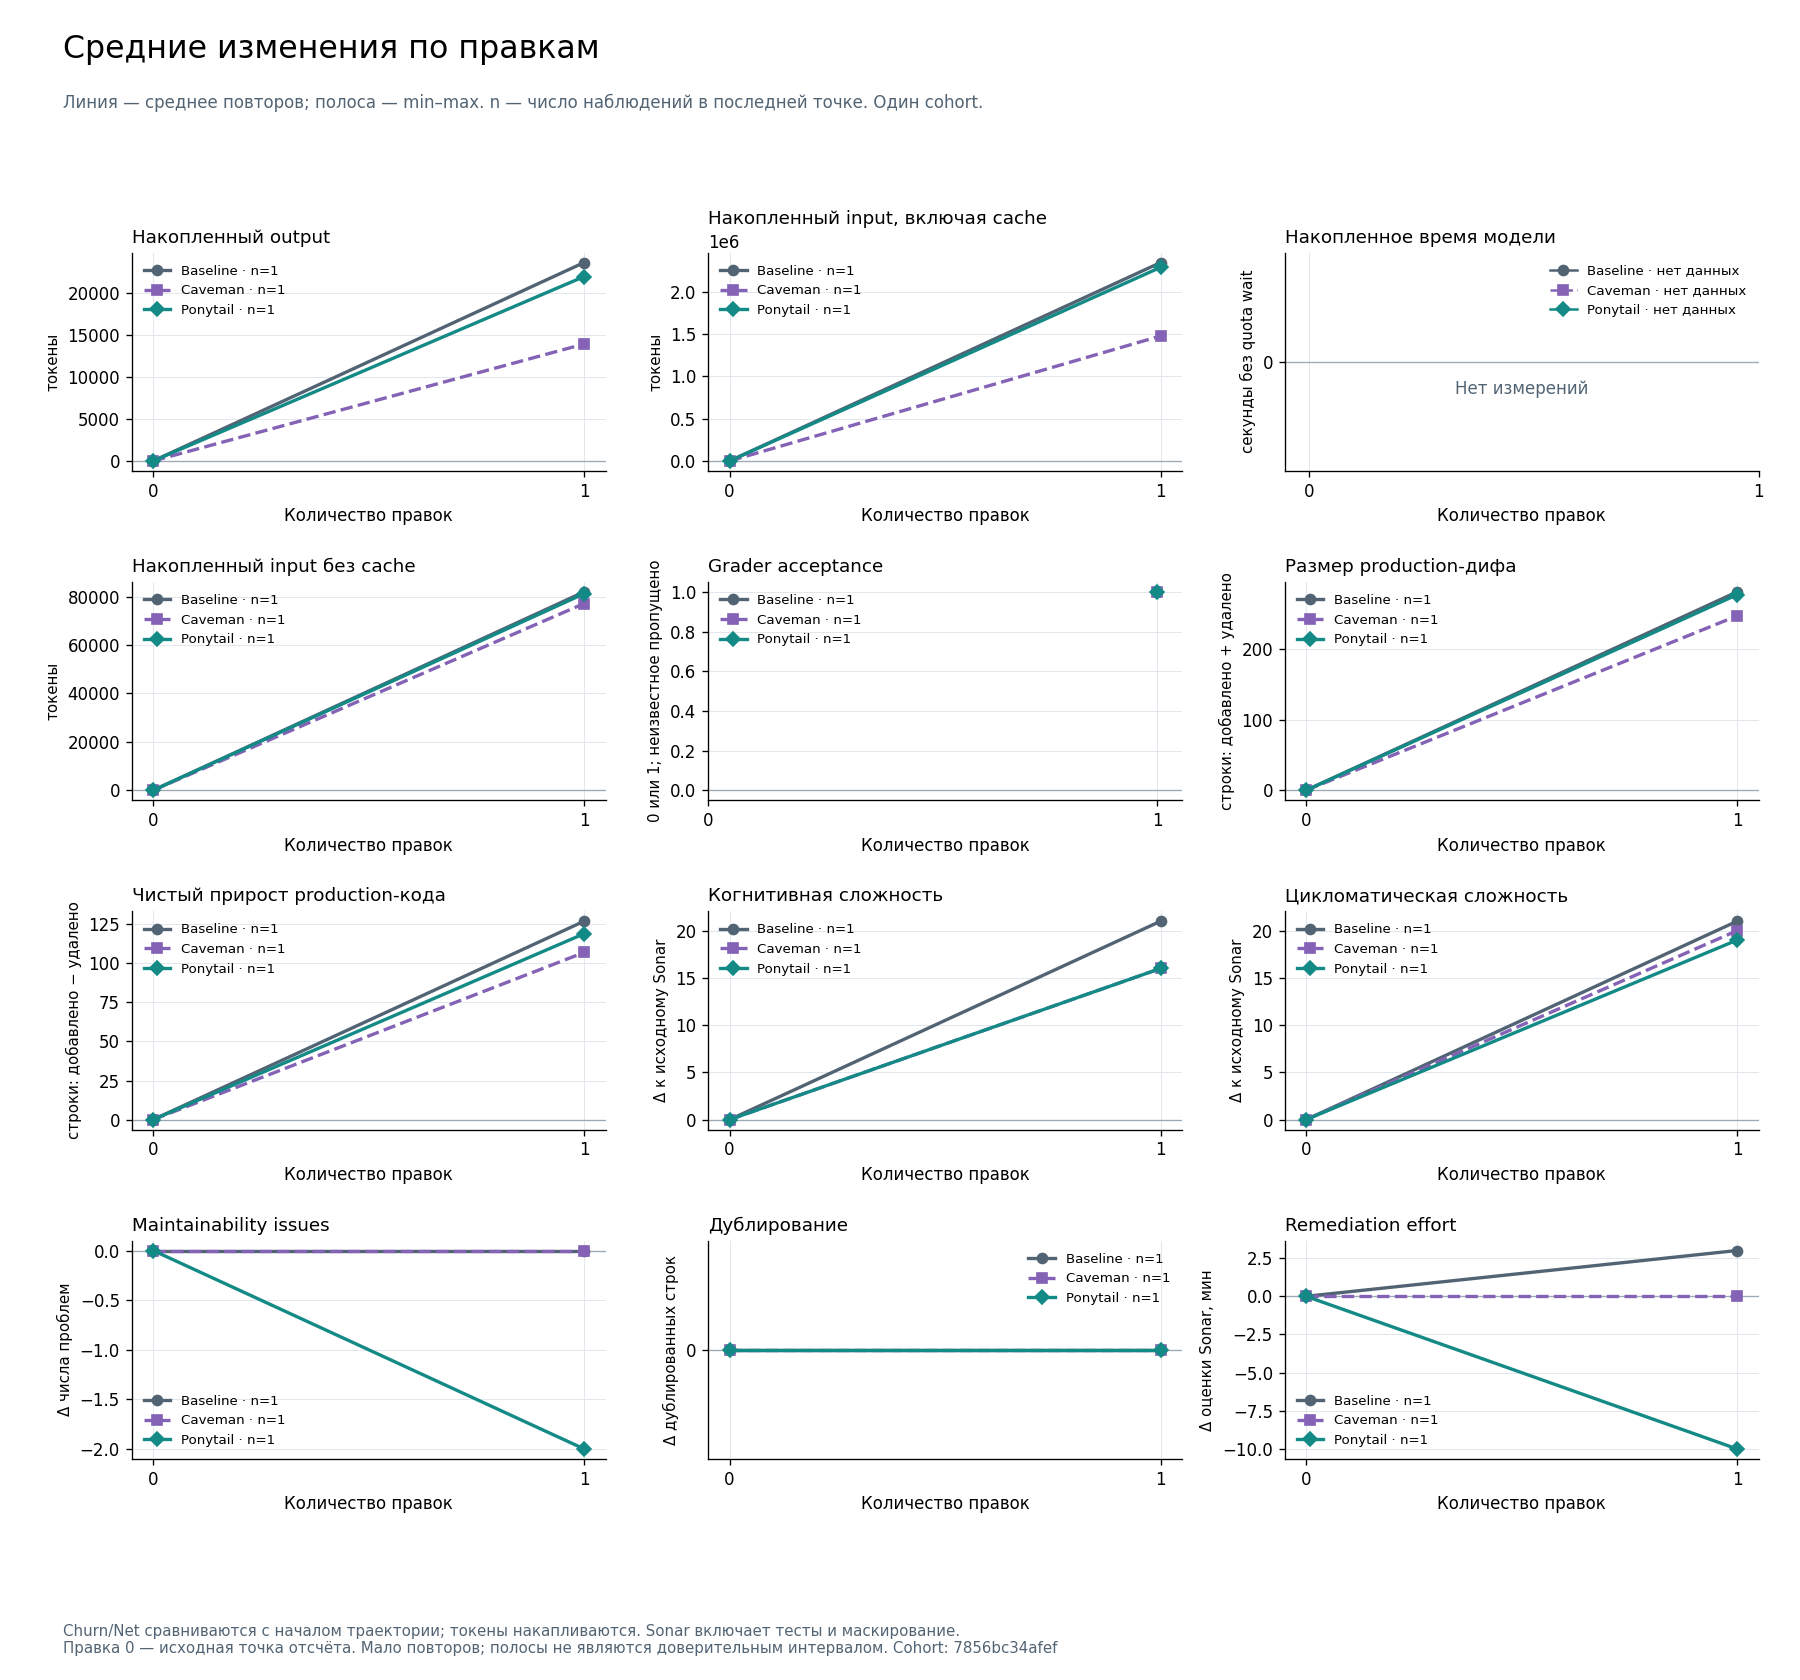 Средние изменения по правкам
Линия — среднее повторов; полоса — min–max. n — число наблюдений в последней точке. Один cohort.
Накопленный output
токены
20000
15000
10000
5000
0
Baseline · n=1
Caveman · n=1
Ponytail · n=1
0 1
Количество правок
Накопленный input, включая cache
1e6
токены
2.0
1.5
1.0
0.5
0.0
Baseline · n=1
Caveman · n=1
Ponytail · n=1
0 1
Количество правок
Накопленное время модели
секунды без quota wait
0
Baseline · нет данных
Caveman · нет данных
Ponytail · нет данных
Нет измерений
0 1
Количество правок
Накопленный input без cache
токены
80000
60000
40000
20000
0
Baseline · n=1
Caveman · n=1
Ponytail · n=1
0 1
Количество правок
Grader acceptance
0 или 1; неизвестное пропущено
1.0
0.8
0.6
0.4
0.2
0.0
Baseline · n=1
Caveman · n=1
Ponytail · n=1
0 1
Количество правок
Размер production-дифа
строки: добавлено + удалено
200
100
0
Baseline · n=1
Caveman · n=1
Ponytail · n=1
0 1
Количество правок
Чистый прирост production-кода
строки: добавлено − удалено
125
100
75
50
25
0
Baseline · n=1
Caveman · n=1
Ponytail · n=1
0 1
Количество правок
Когнитивная сложность
Δ к исходному Sonar
20
15
10
5
0
Baseline · n=1
Caveman · n=1
Ponytail · n=1
0 1
Количество правок
Цикломатическая сложность
Δ к исходному Sonar
20
15
10
5
0
Baseline · n=1
Caveman · n=1
Ponytail · n=1
0 1
Количество правок
Maintainability issues
Δ числа проблем
0.0
−0.5
−1.0
−1.5
−2.0
Baseline · n=1
Caveman · n=1
Ponytail · n=1
0 1
Количество правок
Дублирование
Δ дублированных строк
0
Baseline · n=1
Caveman · n=1
Ponytail · n=1
0 1
Количество правок
Remediation effort
Δ оценки Sonar, мин
2.5
0.0
−2.5
−5.0
−7.5
−10.0
Baseline · n=1
Caveman · n=1
Ponytail · n=1
0 1
Количество правок
Churn/Net сравниваются с началом траектории; токены накапливаются. Sonar включает тесты и маскирование.
Правка 0 — исходная точка отсчёта. Мало повторов; полосы не являются доверительным интервалом. Cohort: 7856bc34afef